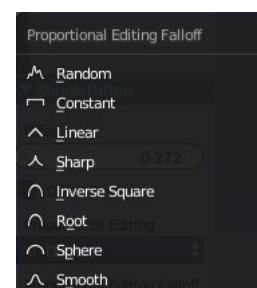 Proportional Editing Falloff
Random
Constant
Linear
Sharp
Inverse Square
Root
Sphere
Smooth